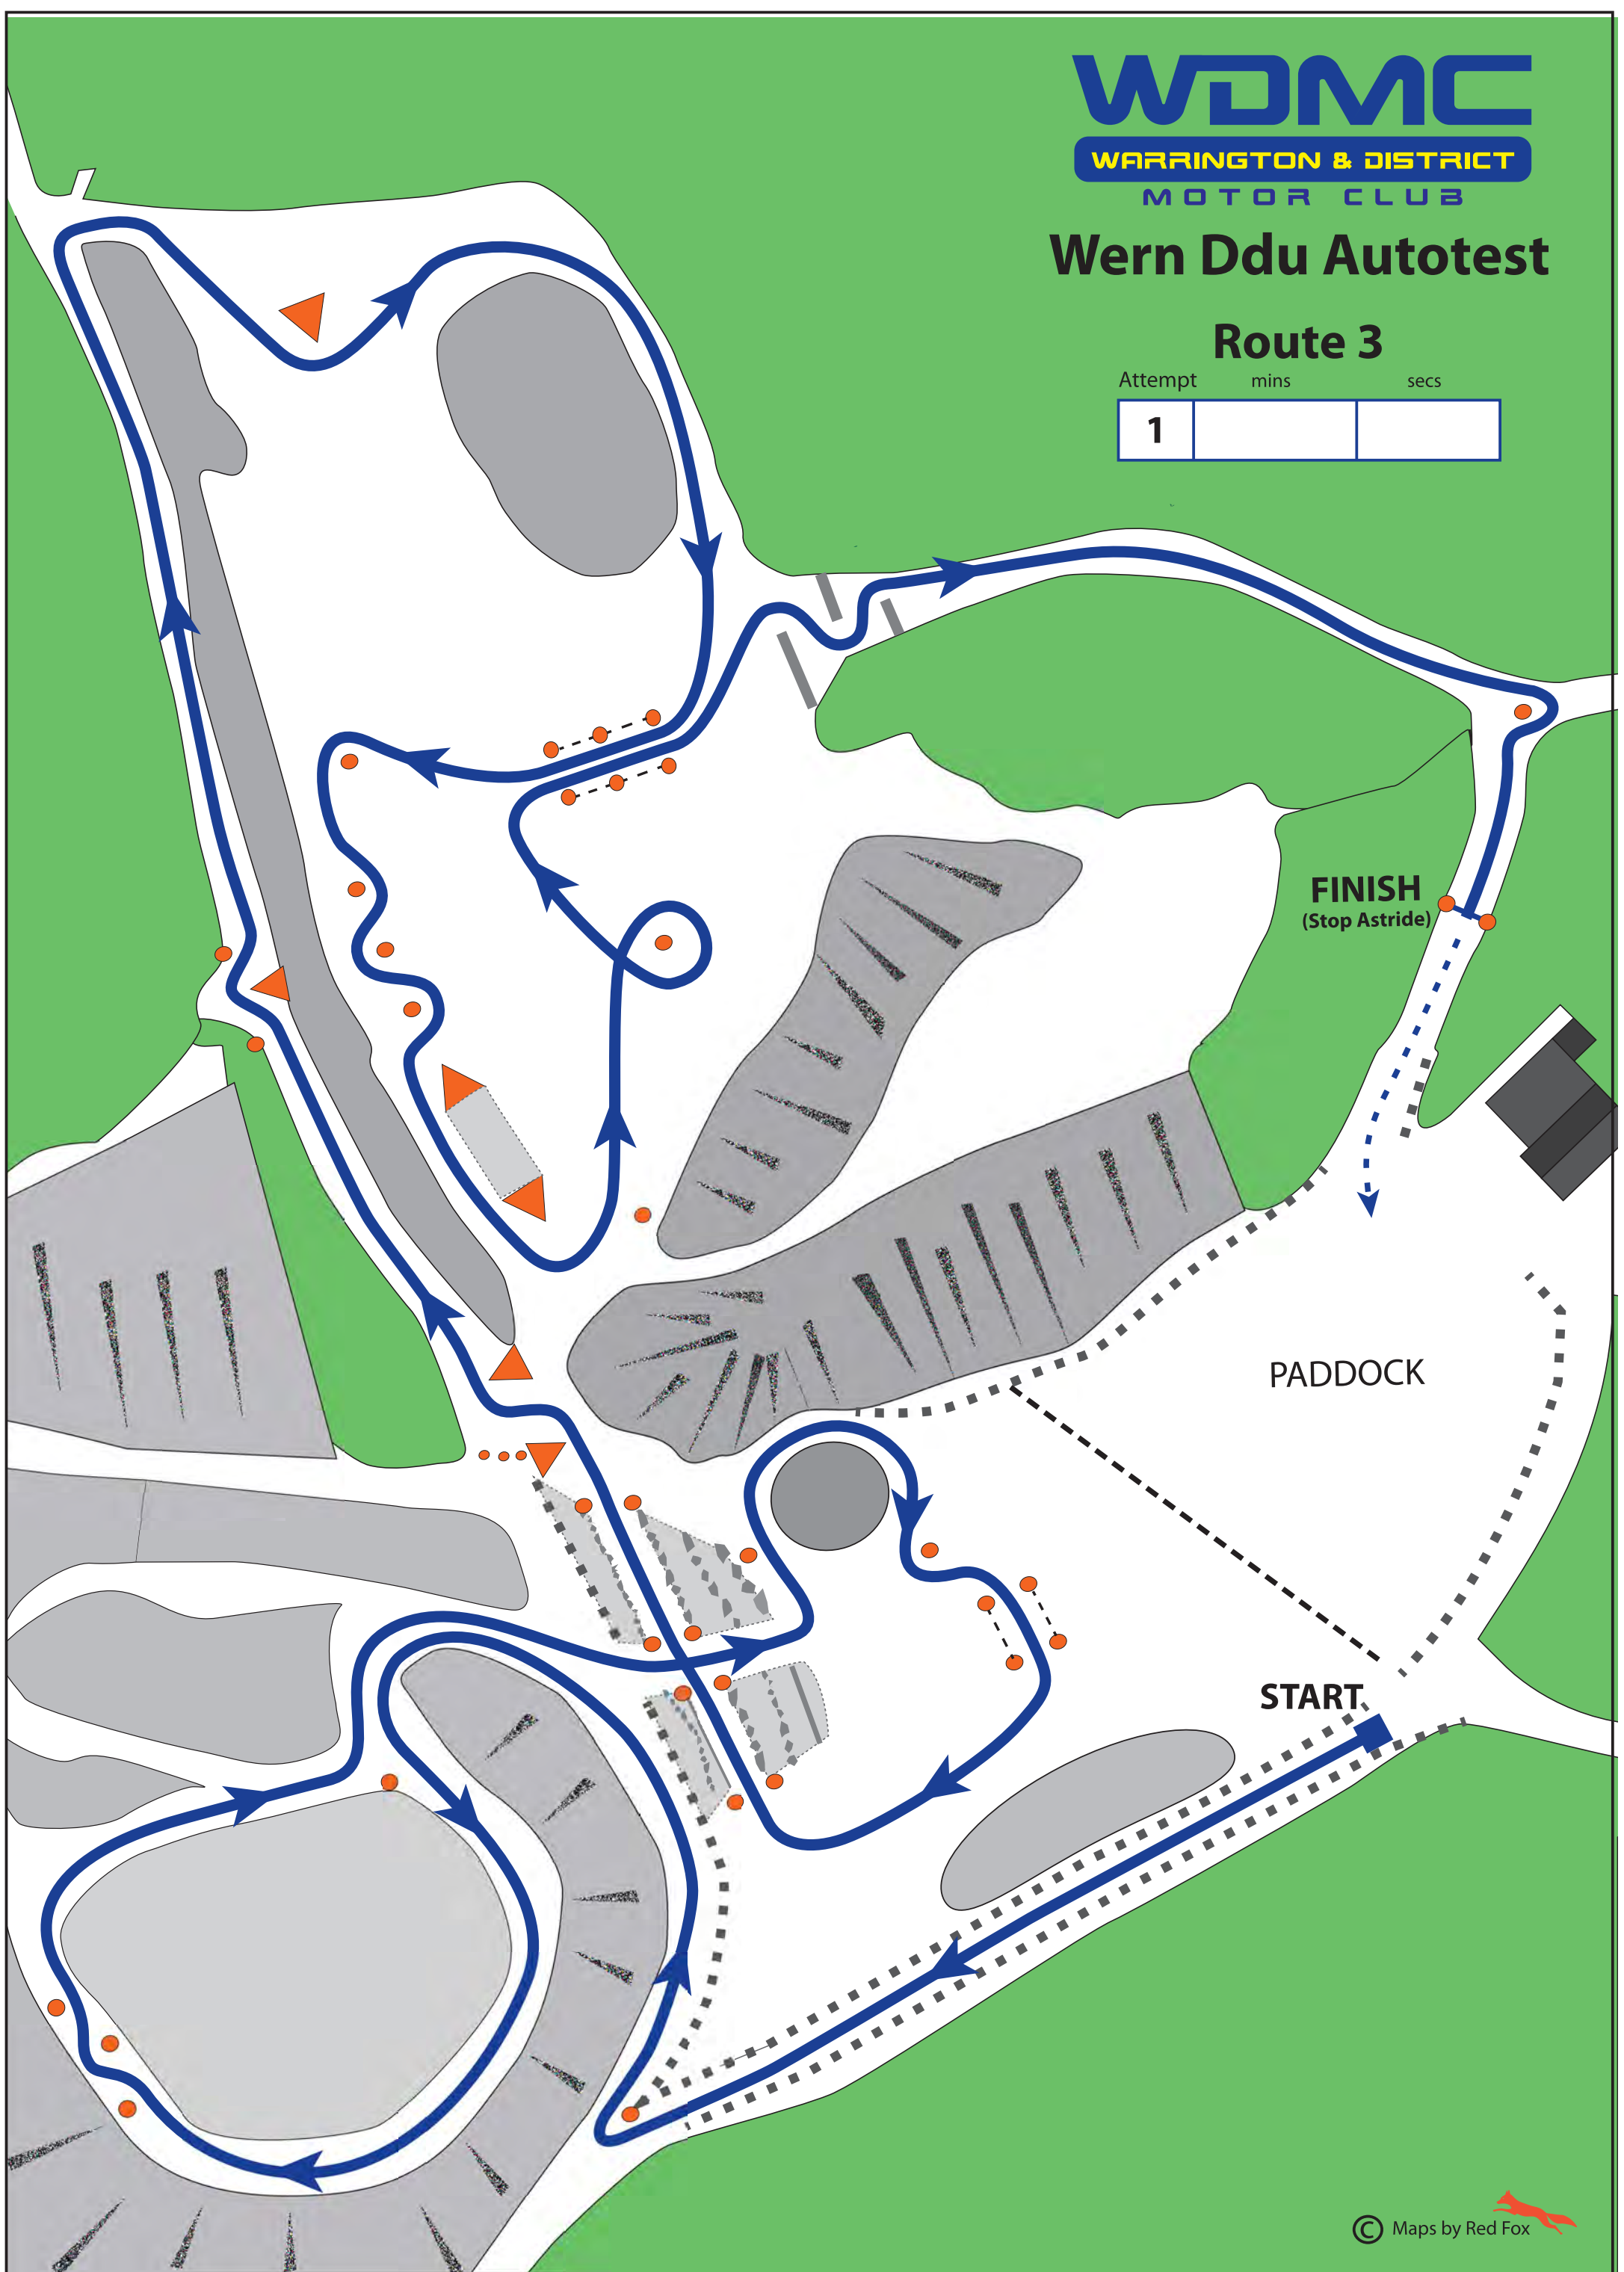 WDMC
WARRINGTON & DISTRICT
MOTOR CLUB
Wern Ddu Autotest
Route 3
Attempt mins secs
1
FINISH
(Stop Astride)
PADDOCK
START
© Maps by Red Fox